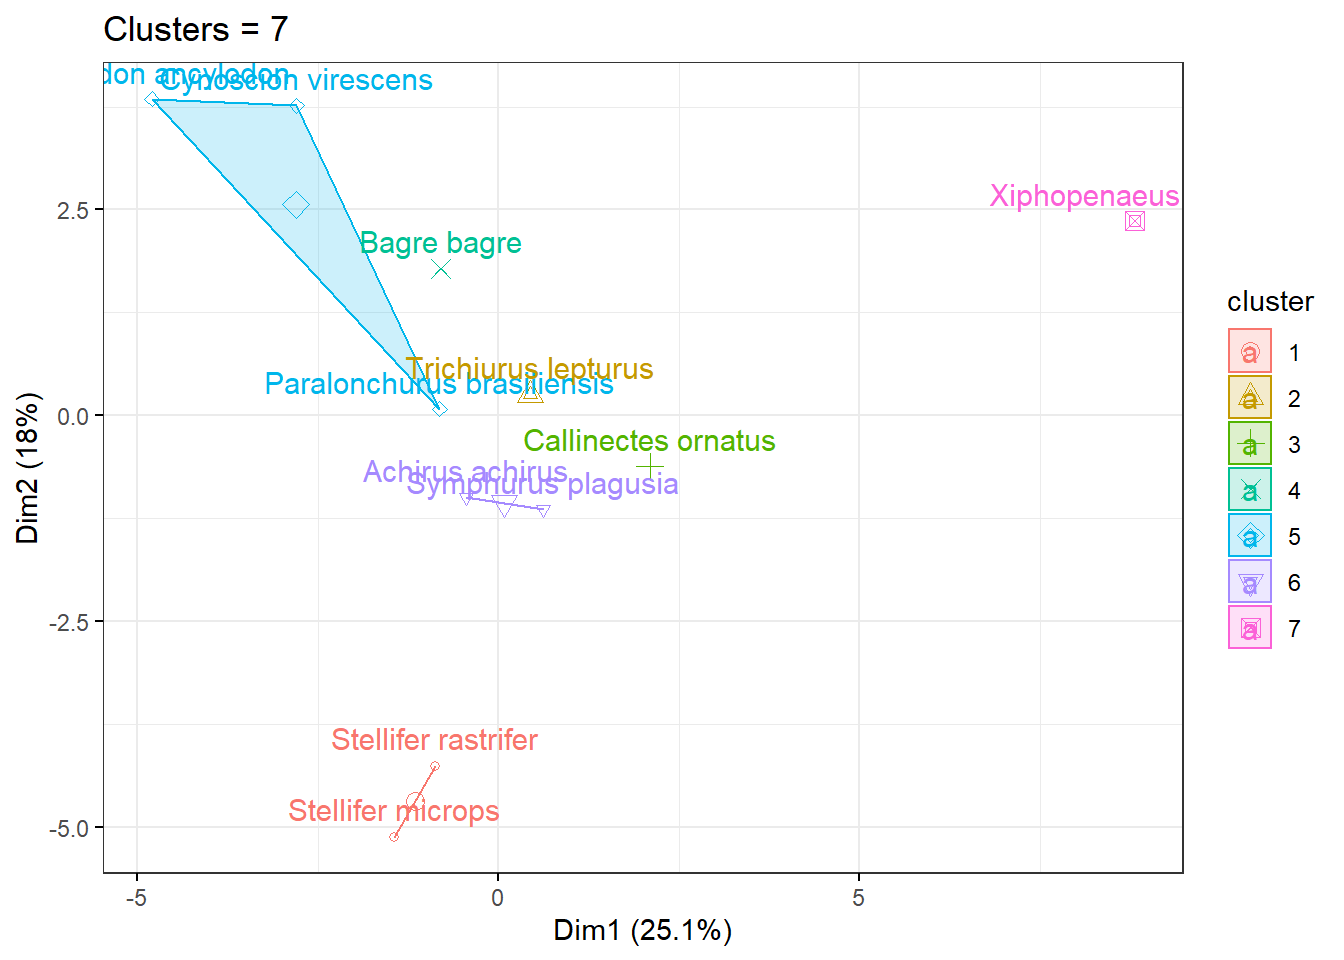 Clusters = 7
don ancylodon
Cynoscion virescens
Xiphopenaeus
Bagre bagre
Trichiurus lepturus
Paralonchurus brasiliensis
Callinectes ornatus
Achirus achirus
Symphurus plagusia
Stellifer rastrifer
Stellifer microps
2.5
0.0
-2.5
-5.0
-5
0
5
Dim1 (25.1%)
Dim2 (18%)
cluster
a 1
a 2
a 3
a 4
a 5
a 6
a 7